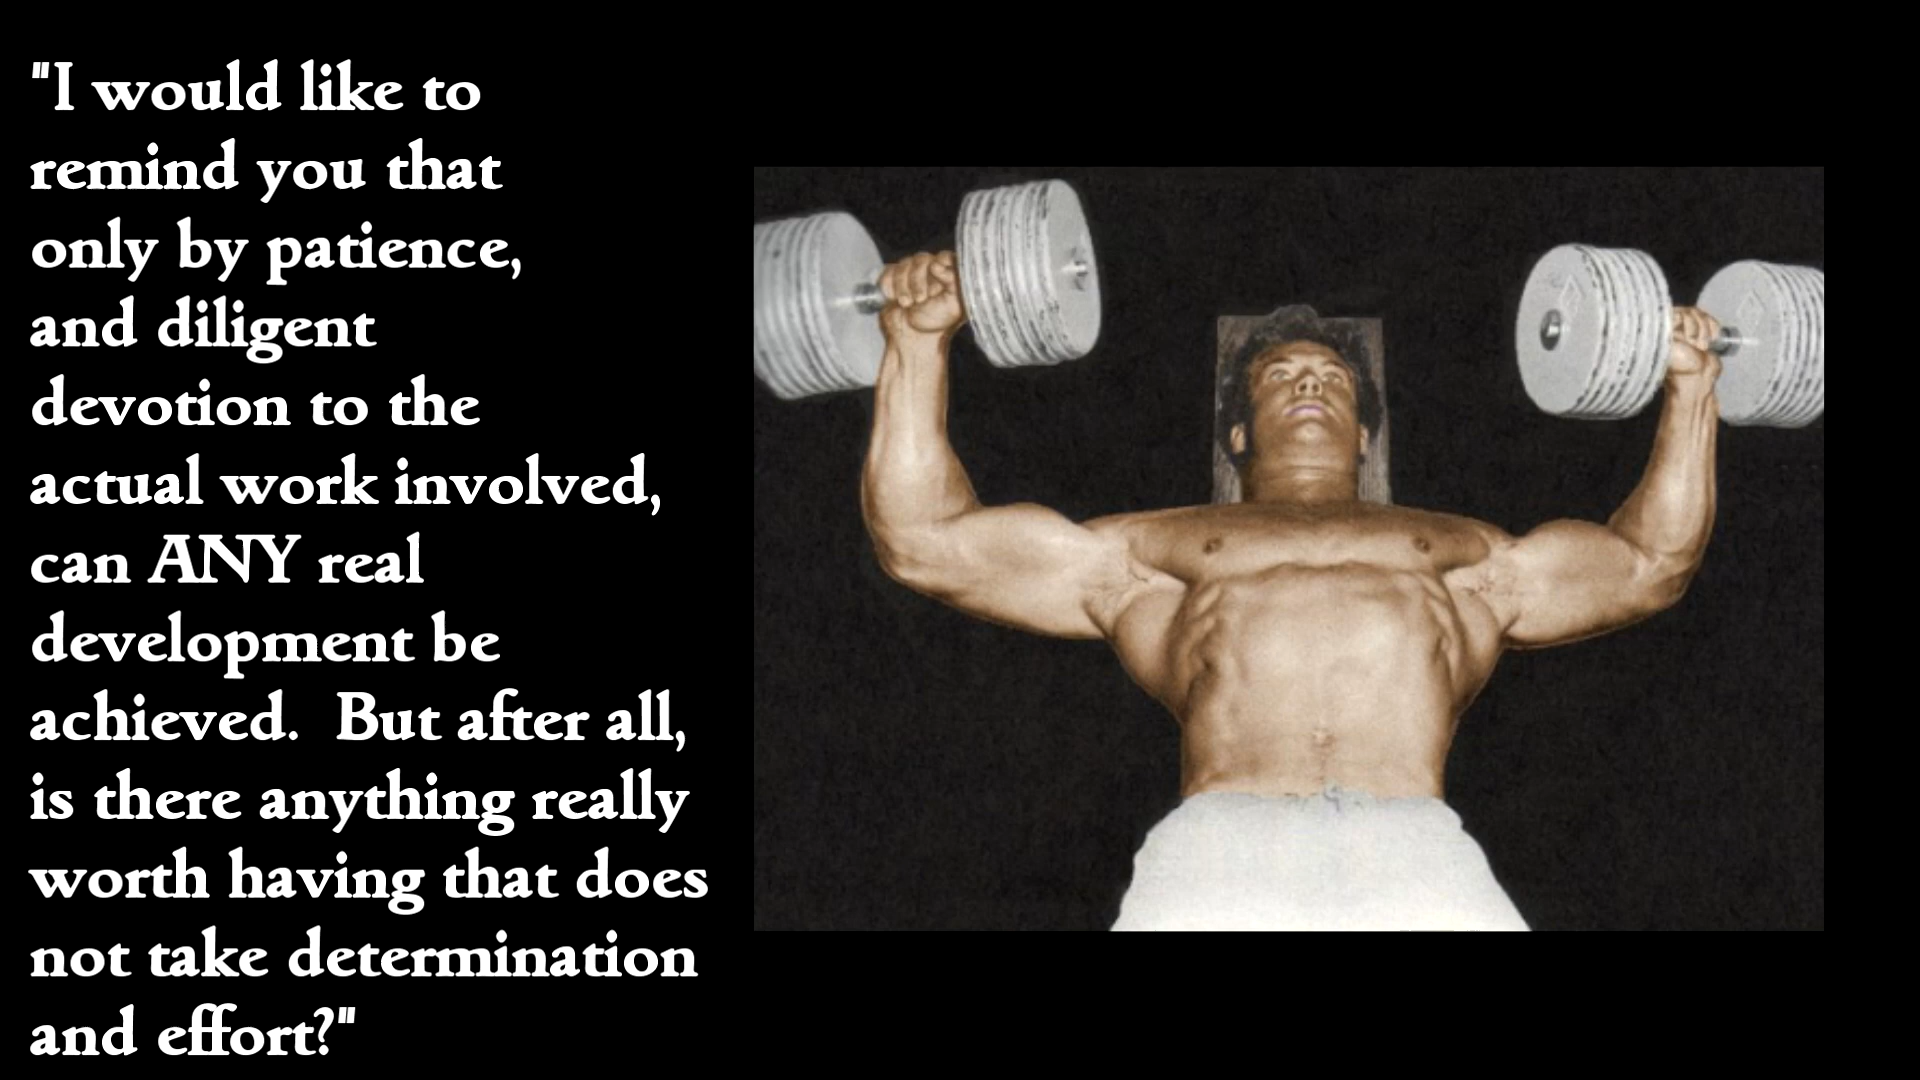 "I would like to
remind you that
only by patience,
and diligent
devotion to the
actual work involved,
can ANY real
development be
achieved.  But after all,
is there anything really
worth having that does
not take determination
and effort?"